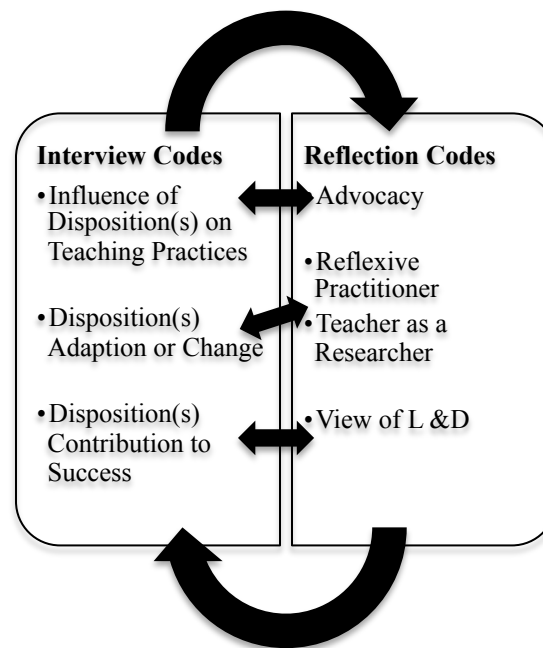 Interview Codes
•Influence of
Disposition(s) on
Teaching Practices
•Disposition(s)
Adaption or Change
•Disposition(s)
Contribution to
Success
Reflection Codes
•Advocacy
•Reflexive
Practitioner
•Teacher as a
Researcher
•View of L &D